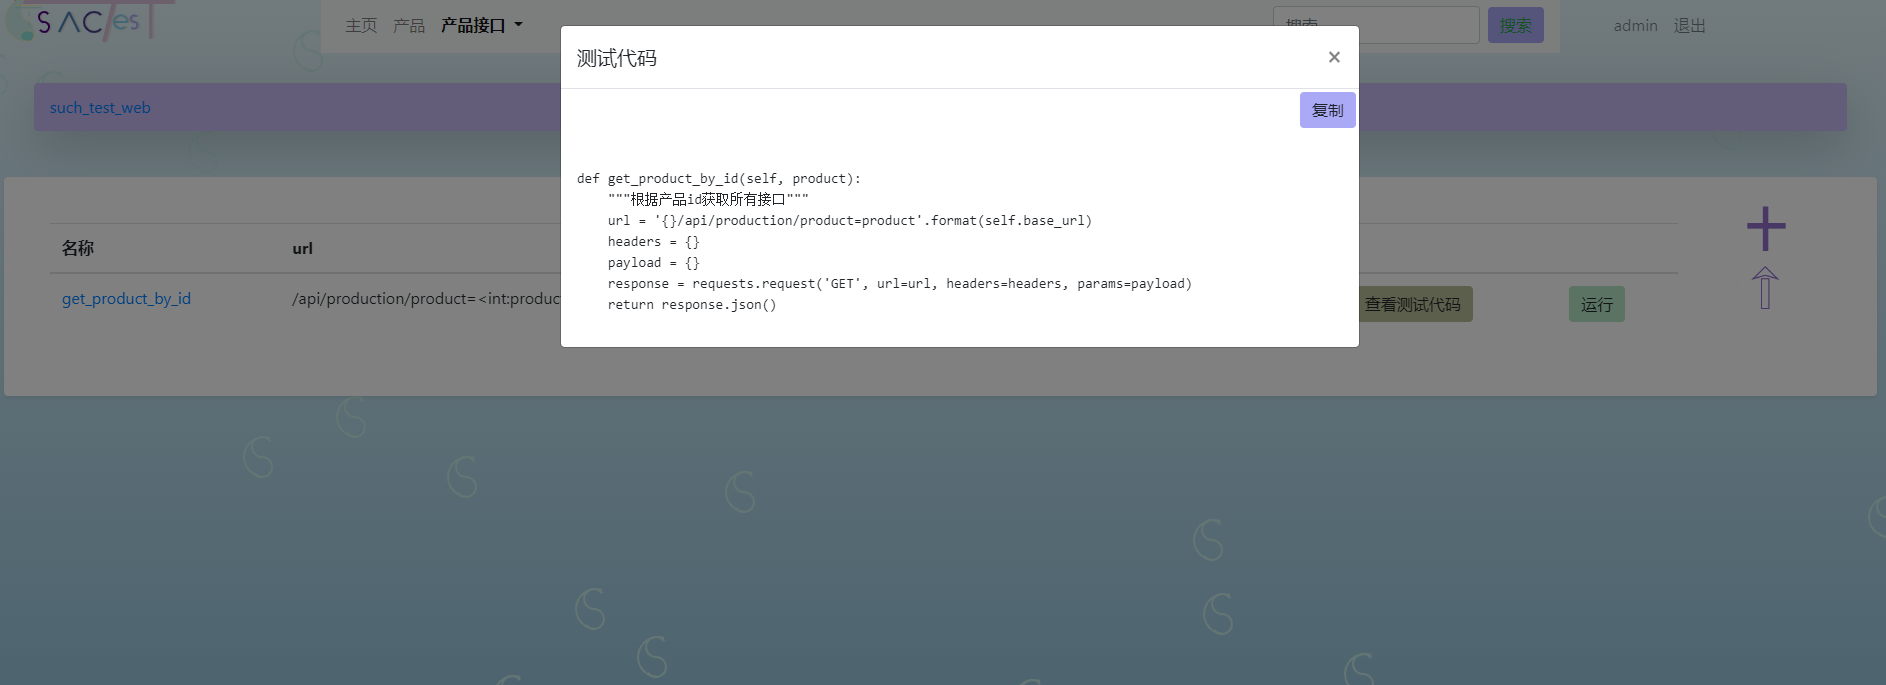 SACTest
主页 产品 产品接口
搜索
搜索
admin 退出
such_test_web
测试代码
×
复制
def get_product_by_id(self, product):
    """根据产品id获取所有接口"""
    url = '{}/api/production/product=product'.format(self.base_url)
    headers = {}
    payload = {}
    response = requests.request('GET', url=url, headers=headers, params=payload)
    return response.json()
名称 url
get_product_by_id /api/production/product=<int:produc 查看测试代码 运行